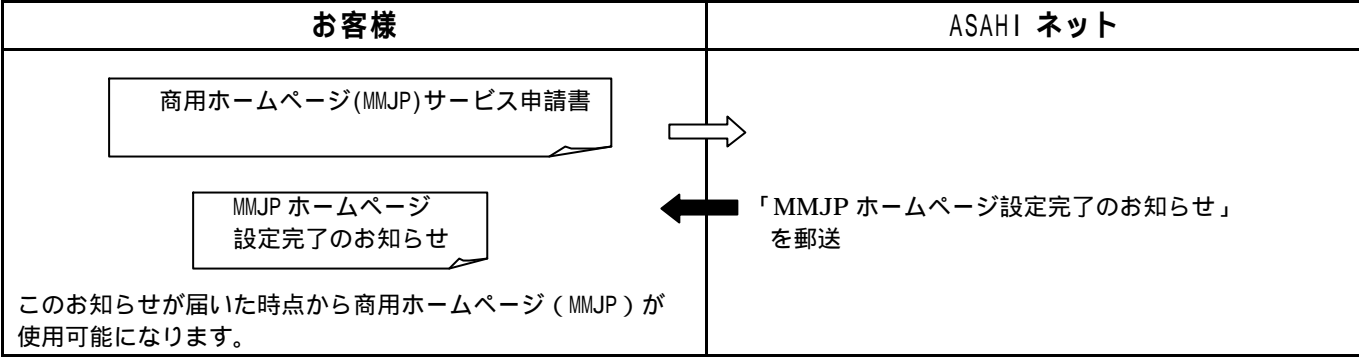 お客様
ASAHI ネット
商用ホームページ(MMJP)サービス申請書
MMJP ホームページ
設定完了のお知らせ
「MMJP ホームページ設定完了のお知らせ」
を郵送
このお知らせが届いた時点から商用ホームページ(MMJP)が
使用可能になります。